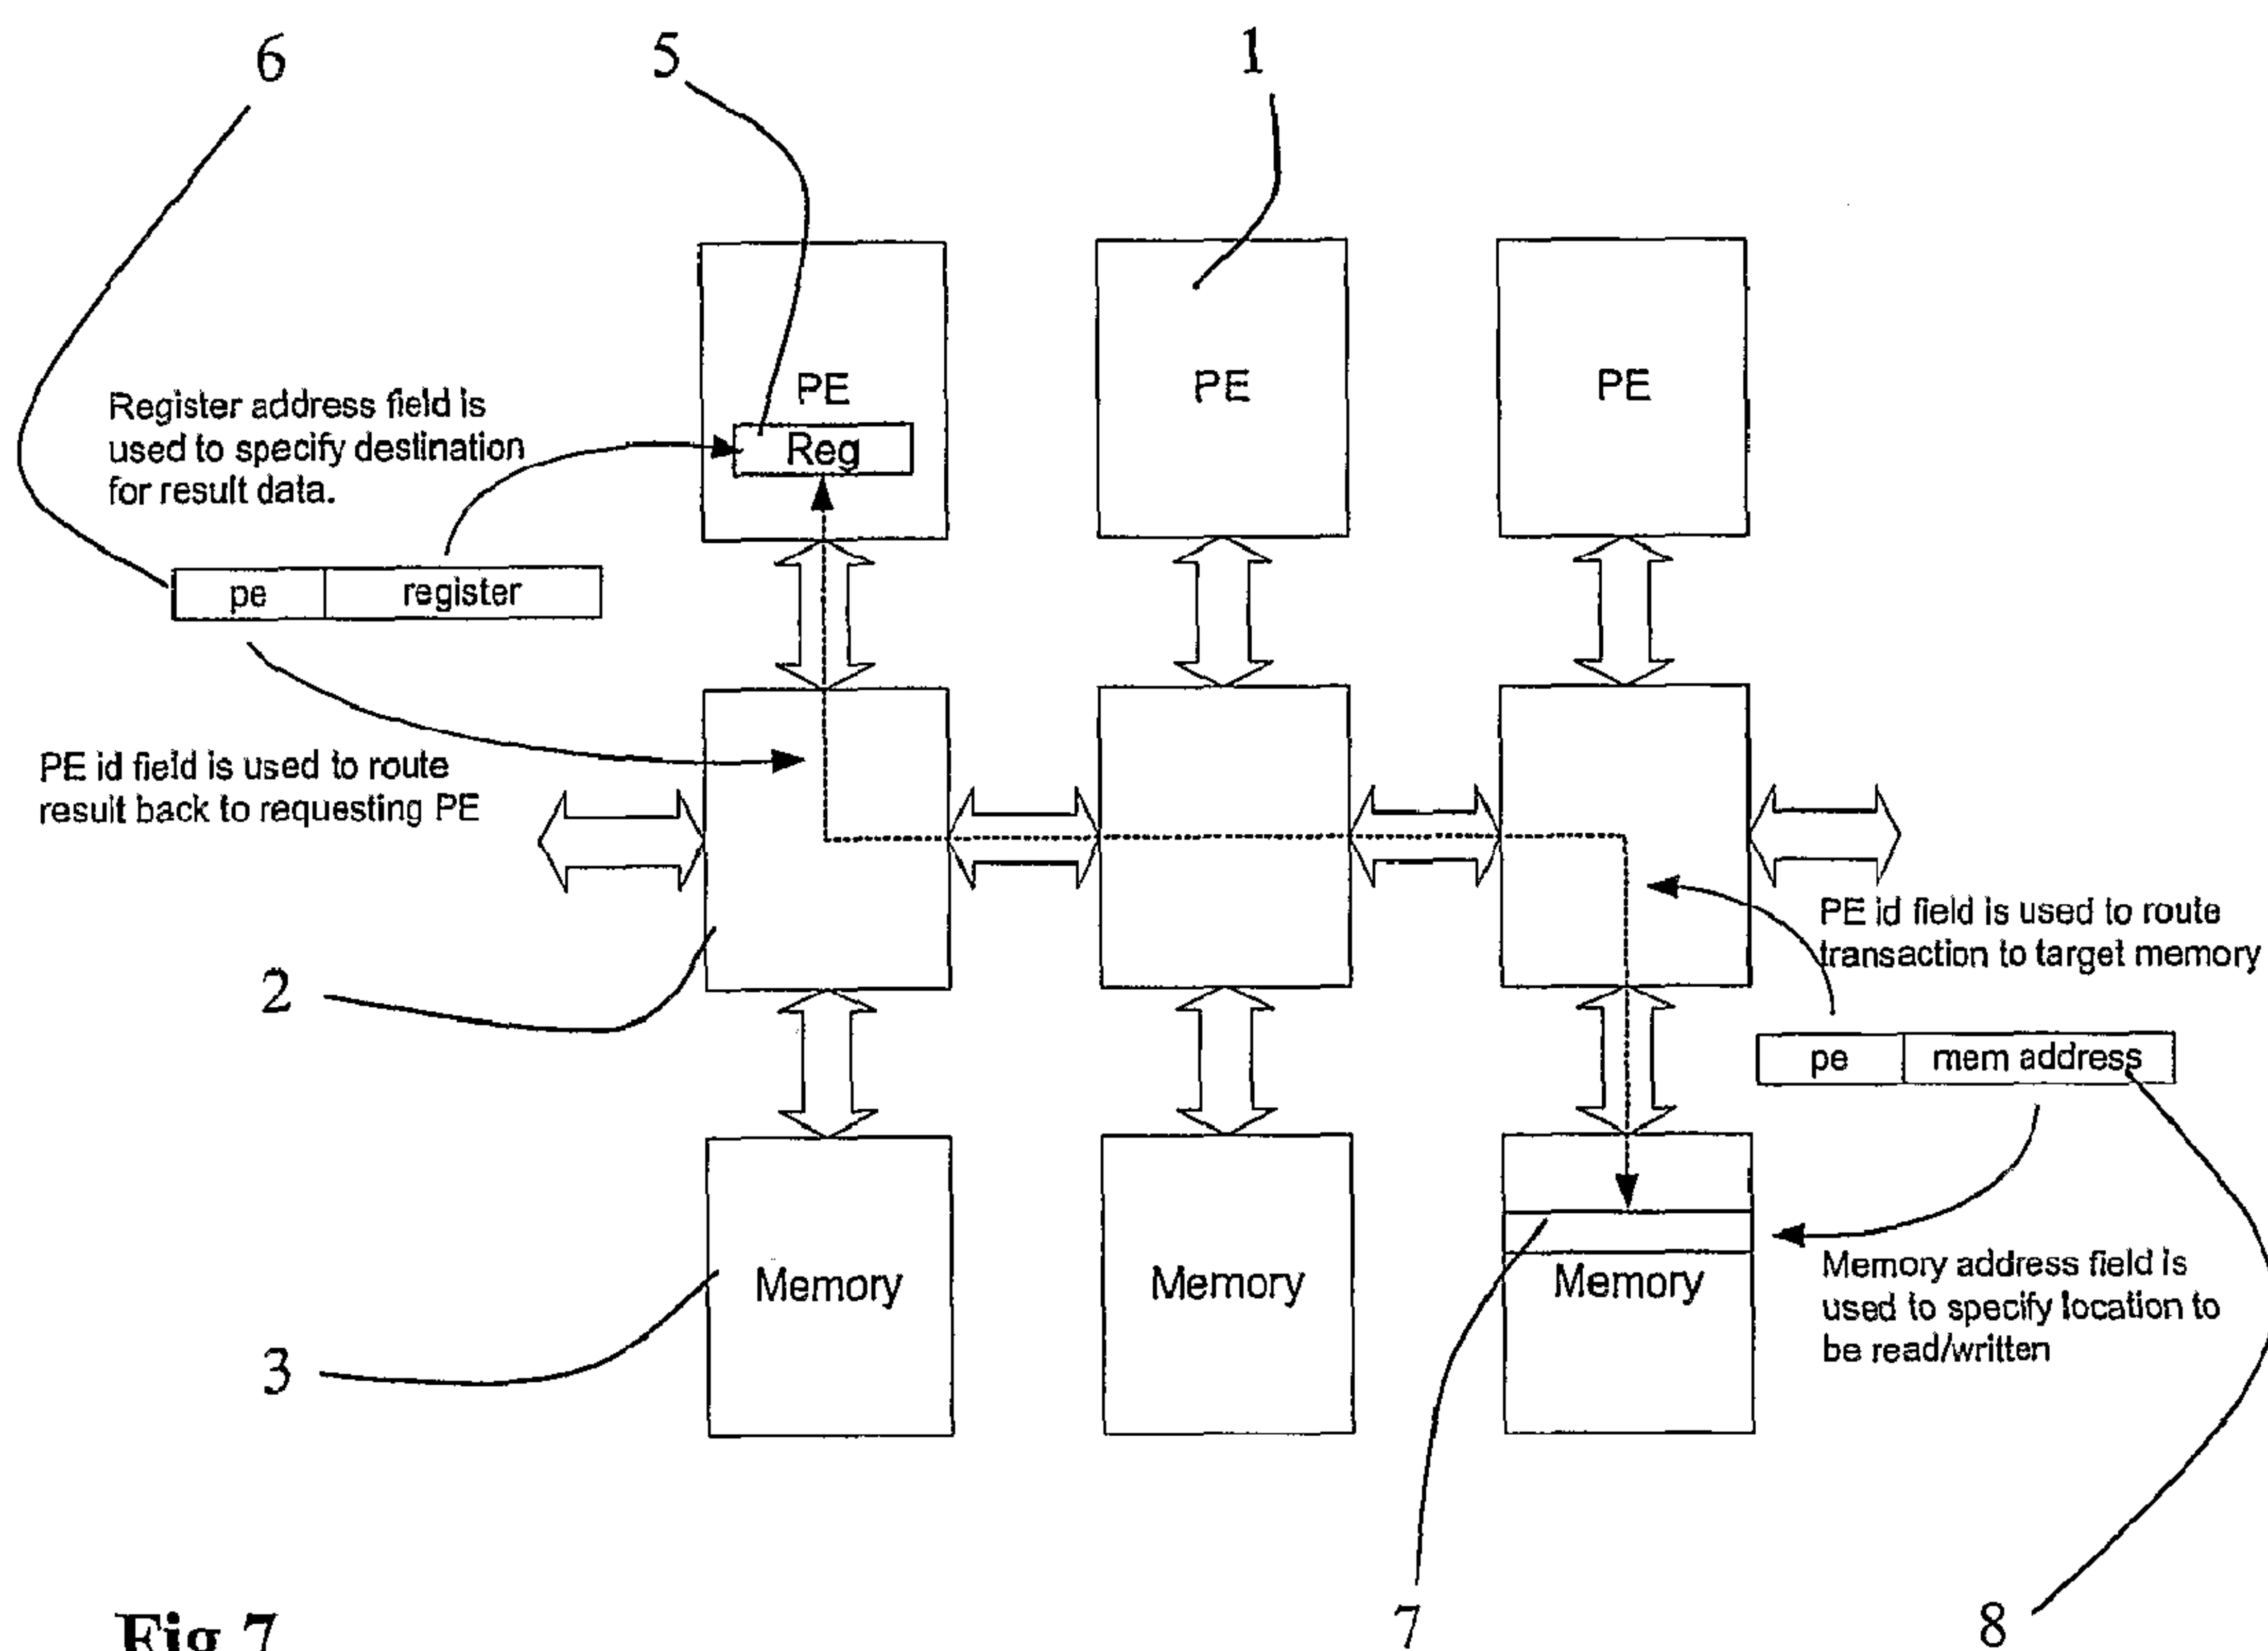 6
5
1
PE
PE
PE
Reg
Register address field is
used to specify destination
for result data.
pe
register
PE id field is used to route
result back to requesting PE
PE id field is used to route
transaction to target memory
2
pe
mem address
Memory
Memory
Memory
Memory address field is
used to specify location to
be read/written
3
7
8
Fig 7